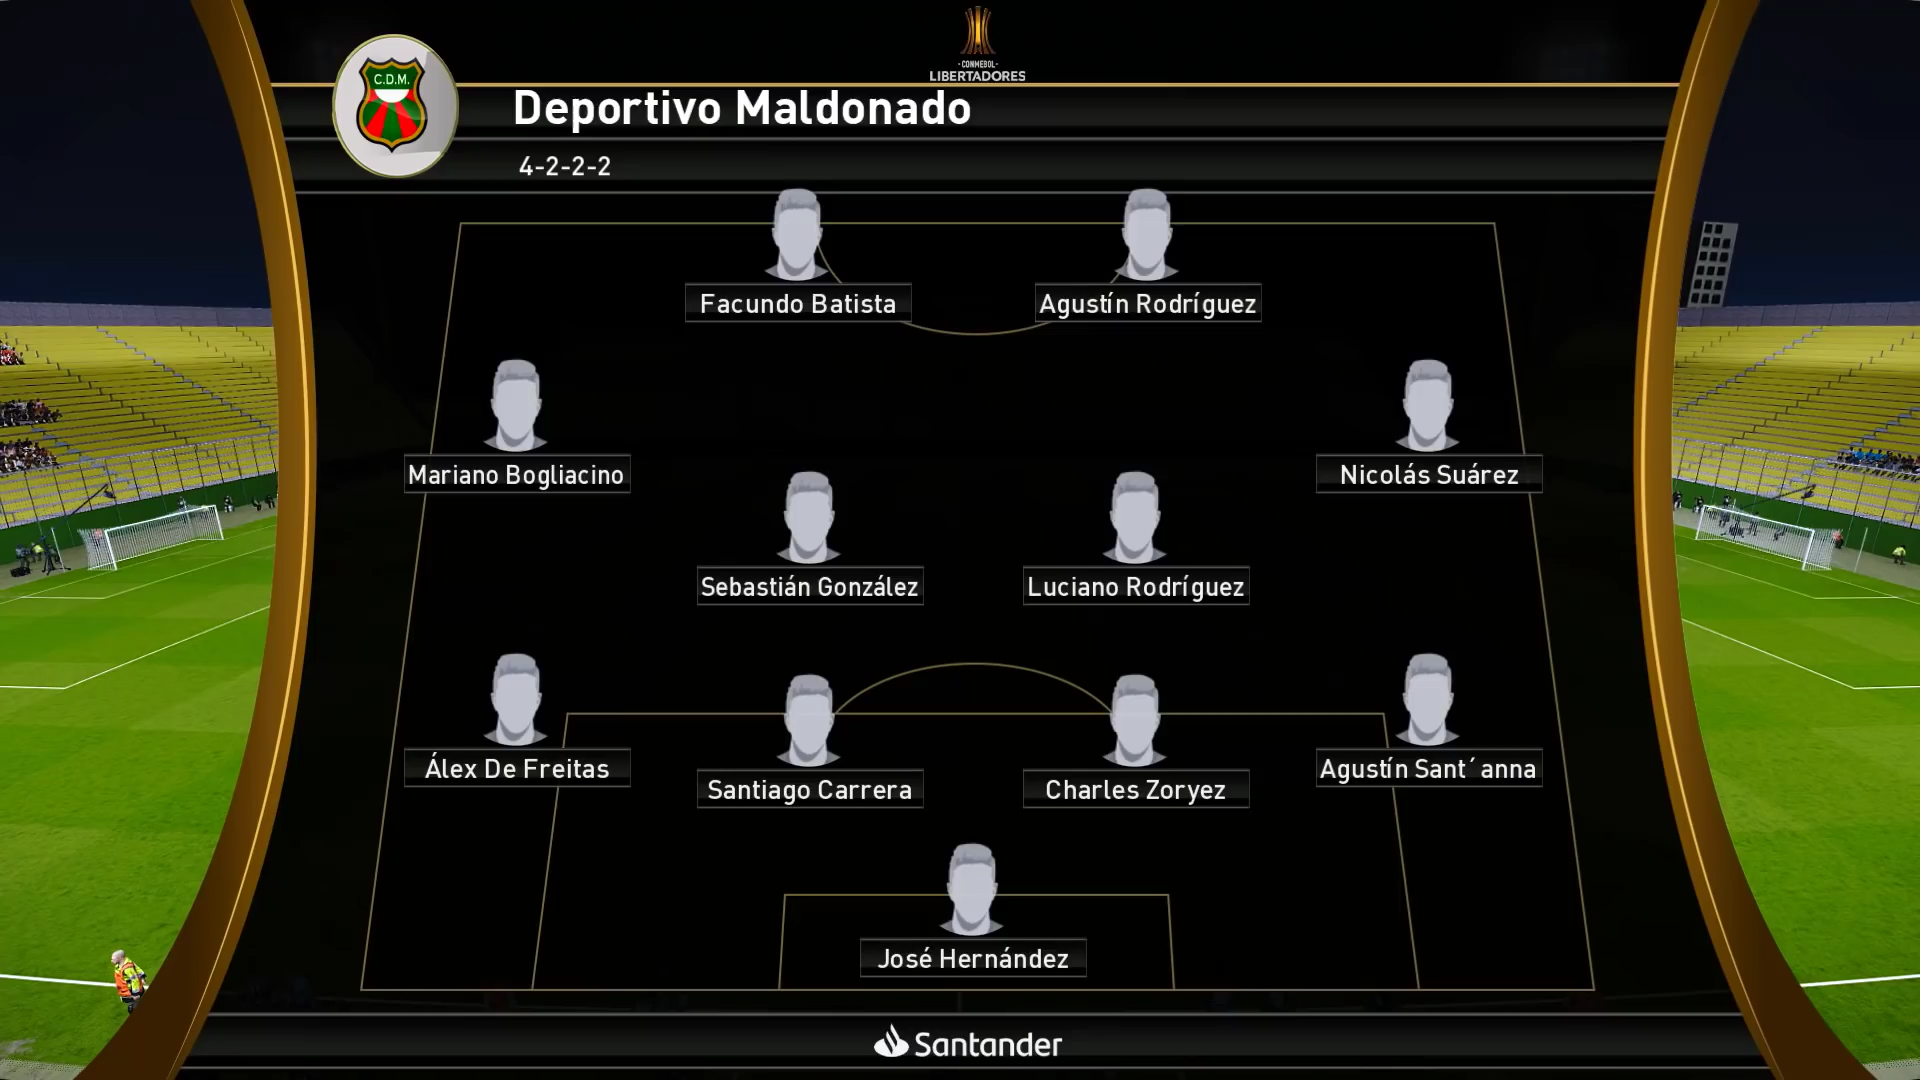 ·CONMEBOL·
LIBERTADORES
C.D.M.
Deportivo Maldonado
4-2-2-2
Facundo Batista
Agustín Rodríguez
Mariano Bogliacino
Nicolás Suárez
Sebastián González
Luciano Rodríguez
Álex De Freitas
Santiago Carrera
Charles Zoryez
Agustín Sant´anna
José Hernández
Santander